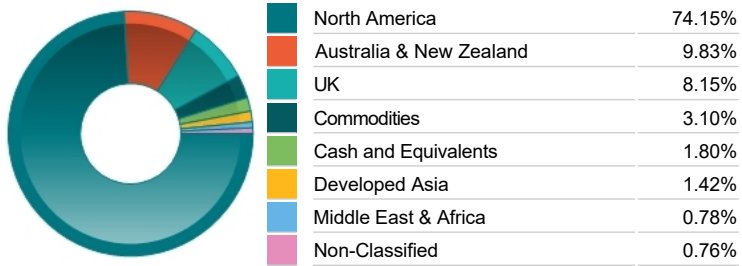 North America 74.15%
Australia & New Zealand 9.83%
UK 8.15%
Commodities 3.10%
Cash and Equivalents 1.80%
Developed Asia 1.42%
Middle East & Africa 0.78%
Non-Classified 0.76%